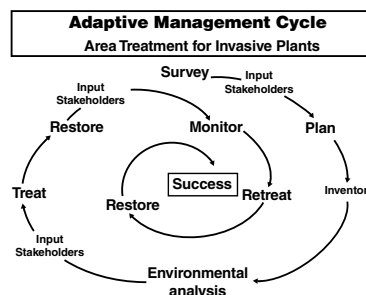 Adaptive Management Cycle
Area Treatment for Invasive Plants
Survey
Input
Stakeholders
Plan
Inventor
Environmental
analysis
Input
Stakeholders
Treat
Restore
Input
Stakeholders
Monitor
Retreat
Restore
Success